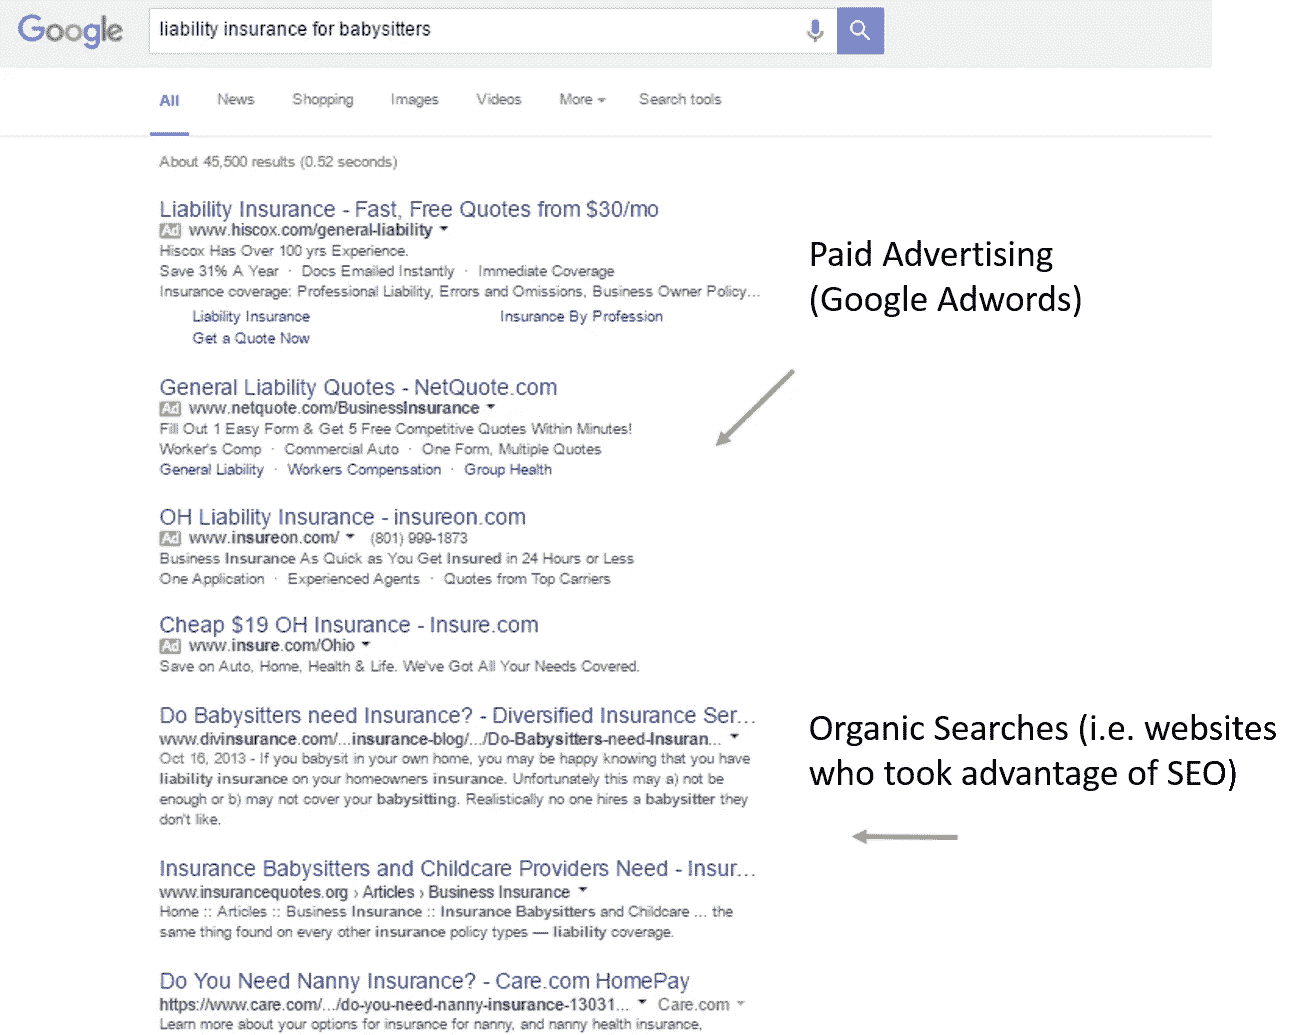 Google
liability insurance for babysitters
All News Shopping Images Videos More Search tools
About 45,500 results (0.52 seconds)
Liability Insurance - Fast, Free Quotes from $30/mo
Ad www.hiscox.com/general-liability
Hiscox Has Over 100 yrs Experience.
Save 31% A Year · Docs Emailed Instantly · Immediate Coverage
Insurance coverage: Professional Liability, Errors and Omissions, Business Owner Policy...
Liability Insurance Insurance By Profession
Get a Quote Now
Paid Advertising
(Google Adwords)
General Liability Quotes - NetQuote.com
Ad www.netquote.com/BusinessInsurance
Fill Out 1 Easy Form & Get 5 Free Competitive Quotes Within Minutes!
Worker's Comp · Commercial Auto · One Form, Multiple Quotes
General Liability · Workers Compensation · Group Health
OH Liability Insurance - insureon.com
Ad www.insureon.com/ (801) 999-1873
Business Insurance As Quick as You Get Insured in 24 Hours or Less
One Application · Experienced Agents · Quotes from Top Carriers
Cheap $19 OH Insurance - Insure.com
Ad www.insure.com/Ohio
Save on Auto, Home, Health & Life. We've Got All Your Needs Covered.
Do Babysitters need Insurance? - Diversified Insurance Ser...
www.divinsurance.com/...insurance-blog/.../Do-Babysitters-need-Insuran...
Oct 16, 2013 - If you babysit in your own home, you may be happy knowing that you have
liability insurance on your homeowners insurance. Unfortunately this may a) not be
enough or b) may not cover your babysitting. Realistically no one hires a babysitter they
don't like.
Organic Searches (i.e. websites
who took advantage of SEO)
Insurance Babysitters and Childcare Providers Need - Insur...
www.insurancequotes.org › Articles › Business Insurance
Home :: Articles :: Business Insurance :: Insurance Babysitters and Childcare ... the
same thing found on every other insurance policy types — liability coverage.
Do You Need Nanny Insurance? - Care.com HomePay
https://www.care.com/.../do-you-need-nanny-insurance-13031... Care.com
Learn more about your options for insurance for nanny, and nanny health insurance,